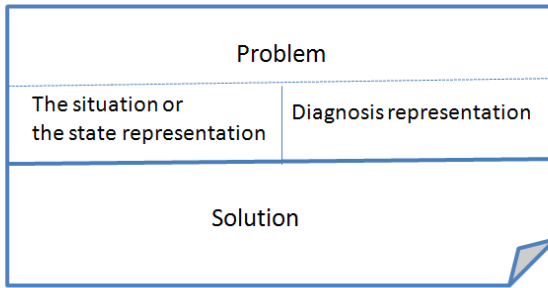 Problem
The situation or
the state representation
Diagnosis representation
Solution